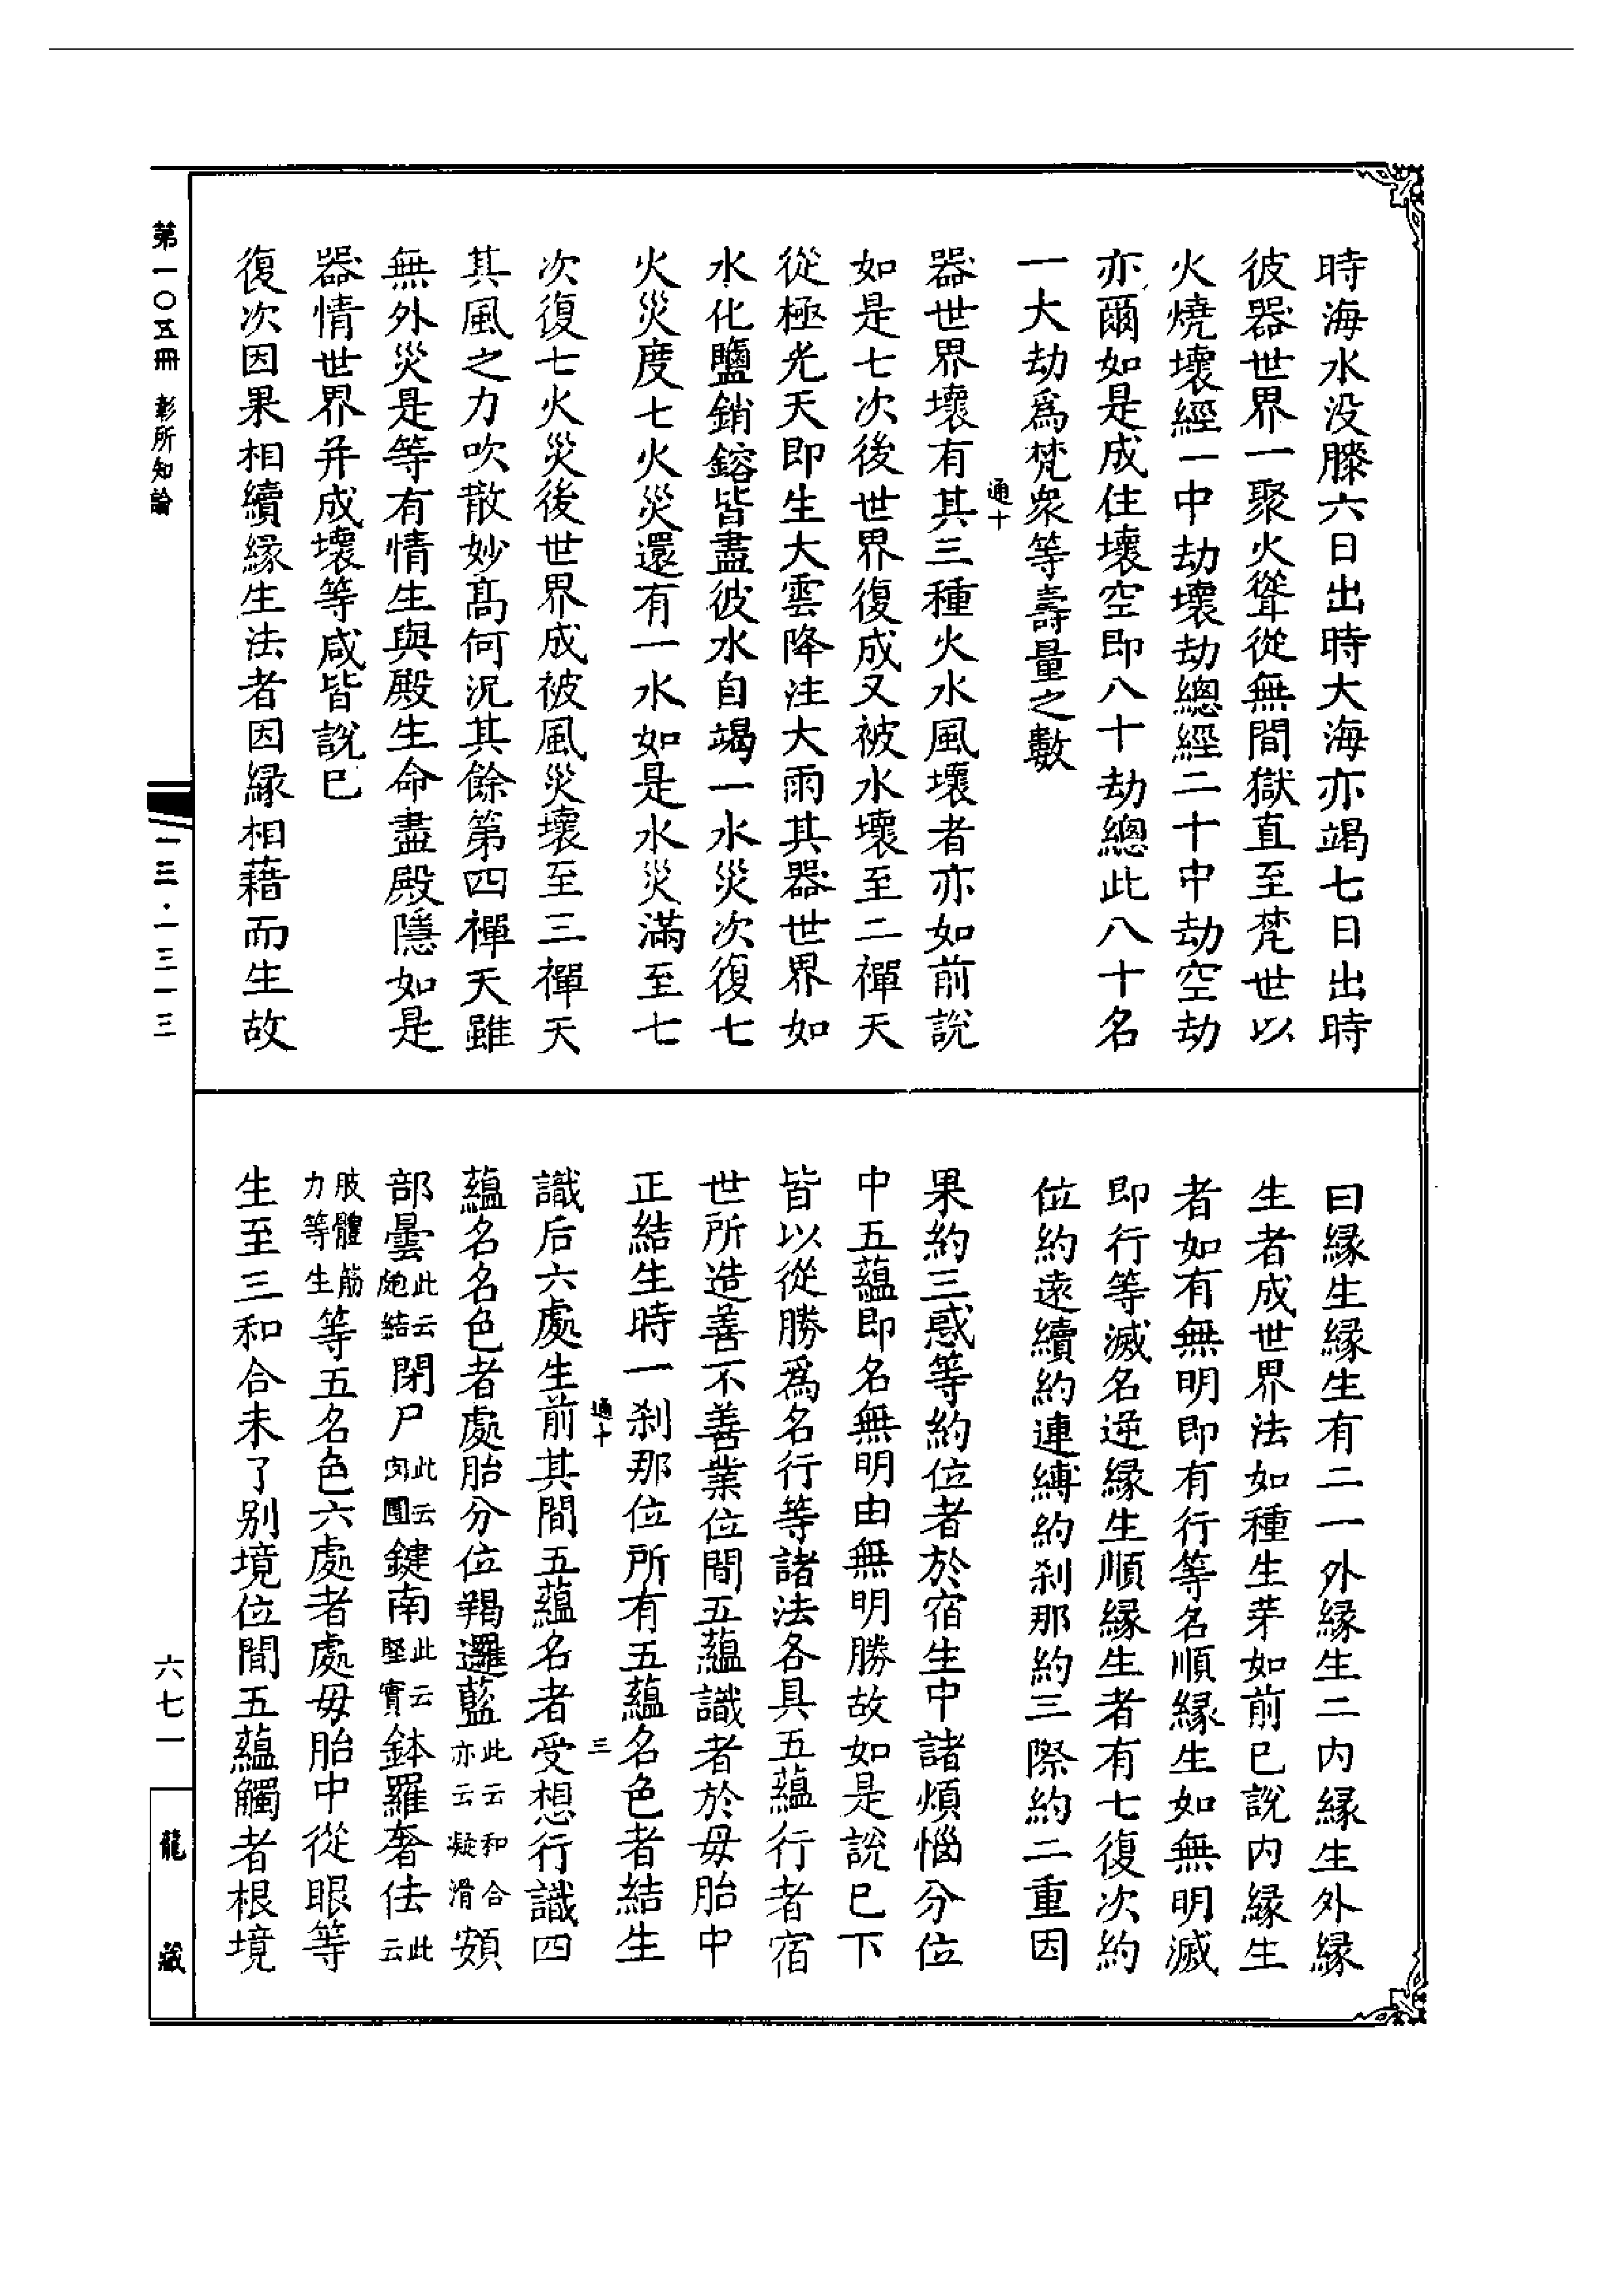 時海水没膝六日出時大海亦竭七日出時
彼器世界一聚火聳從無間獄直至梵世以
火燒壞經一中劫壞劫總經二十中劫空劫
亦爾如是成住壞空即八十劫總此八十名
一大劫爲梵衆等壽量之數
通十
器世界壞有其三種火水風壞者亦如前說
如是七次後世界復成又被水壞至二禪天
從極光天即生大雲降注大雨其器世界如
水化鹽銷鎔皆盡彼水自竭一水災次復七
火災度七火災還有一水如是水災滿至七
次復七火災後世界成被風災壞至三禪天
其風之力吹散妙髙何況其餘第四禪天雖
無外災是等有情生與殿生命盡殿隱如是
器情世界并成壞等咸皆說已
復次因果相續緣生法者因緣相藉而生故
曰緣生緣生有二一外緣生二内緣生外緣
生者成世界法如種生芽如前已說内緣生
者如有無明即有行等名順緣生如無明滅
即行等滅名逆緣生順緣生者有七復次約
位約遠續約連縛約刹那約三際約二重因
果約三惑等約位者於宿生中諸煩惱分位
中五蘊即名無明由無明勝故如是說已下
皆以從勝爲名行等諸法各具五蘊行者宿
世所造善不善業位間五蘊識者於毋胎中
正結生時一刹那位所有五蘊名色者結生
通十 三
識后六處生前其間五蘊名者受想行識四
蘊名名色者處胎分位羯邏藍此云和合亦云凝滑頞
部曇此云皰結閉尸此云肉團鍵南此云堅實鉢羅奢佉此云
肢體筋力等生等五名色六處者處毋胎中從眼等
生至三和合未了别境位間五蘊觸者根境
第一〇五冊 彰所知論
一三·一三一三
六七一
龍藏